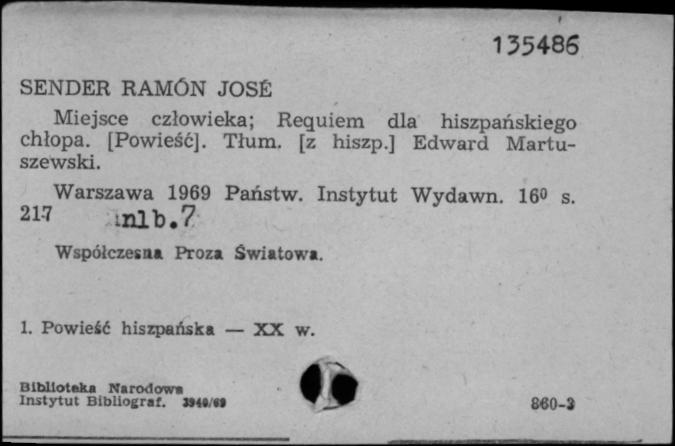 135486
SENDER RAMÓN JOSÉ
Miejsce człowieka; Requiem dla hiszpańskiego
chłopa. [Powieść]. Tłum. [z hiszp.] Edward Martu-
szewski.
Warszawa 1969 Państw. Instytut Wydawn. 16⁰ s.
217 nlb.7
Współczesna Proza Światowa.
1. Powieść hiszpańska — XX w.
Biblioteka Narodowa
Instytut Bibliograf. 3940/69
860-3